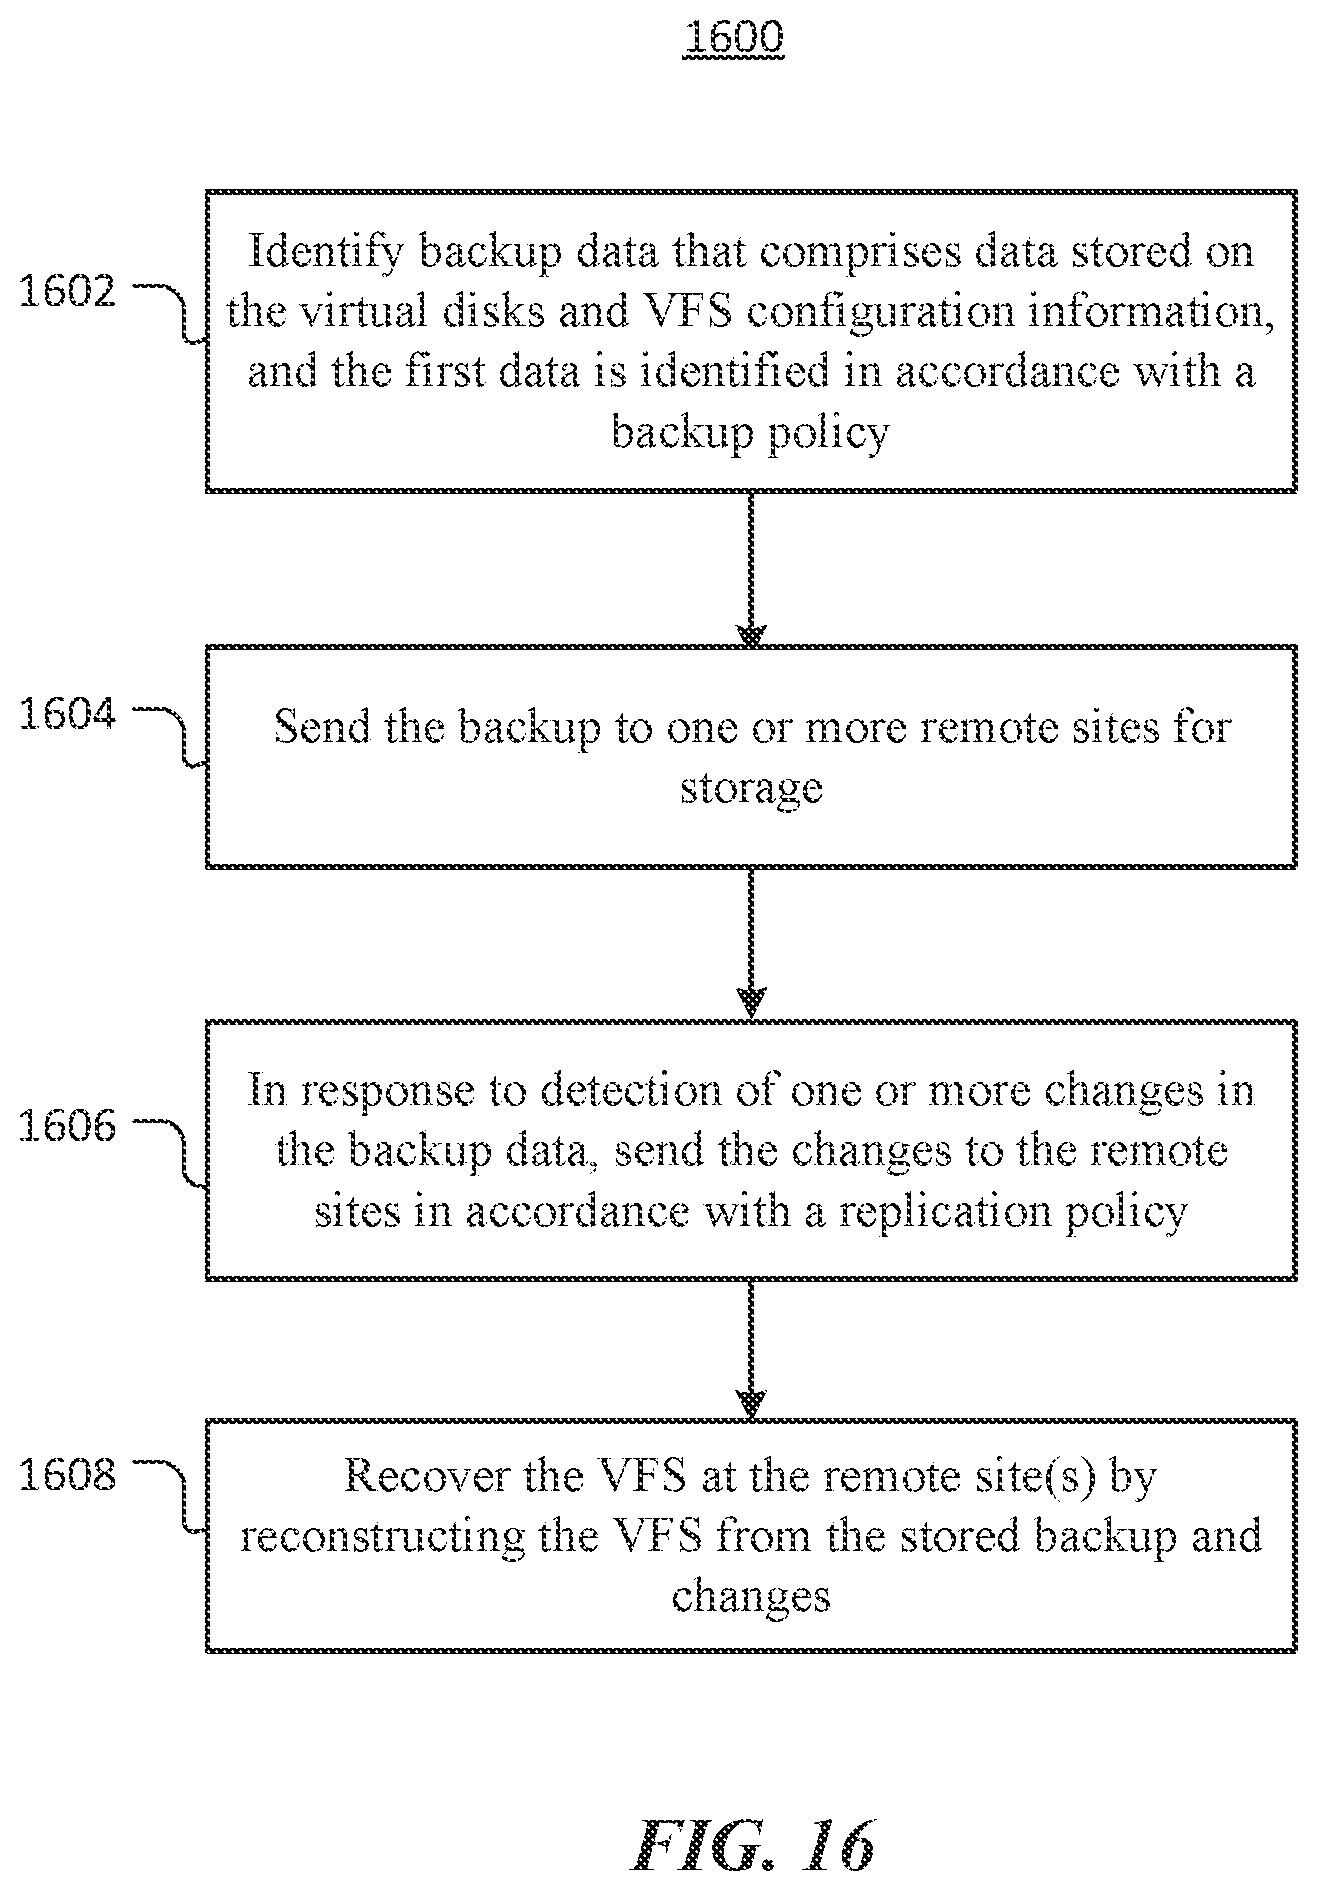 1600
1602
Identify backup data that comprises data stored on
the virtual disks and VFS configuration information,
and the first data is identified in accordance with a
backup policy
1604
Send the backup to one or more remote sites for
storage
1606
In response to detection of one or more changes in
the backup data, send the changes to the remote
sites in accordance with a replication policy
1608
Recover the VFS at the remote site(s) by
reconstructing the VFS from the stored backup and
changes
FIG. 16